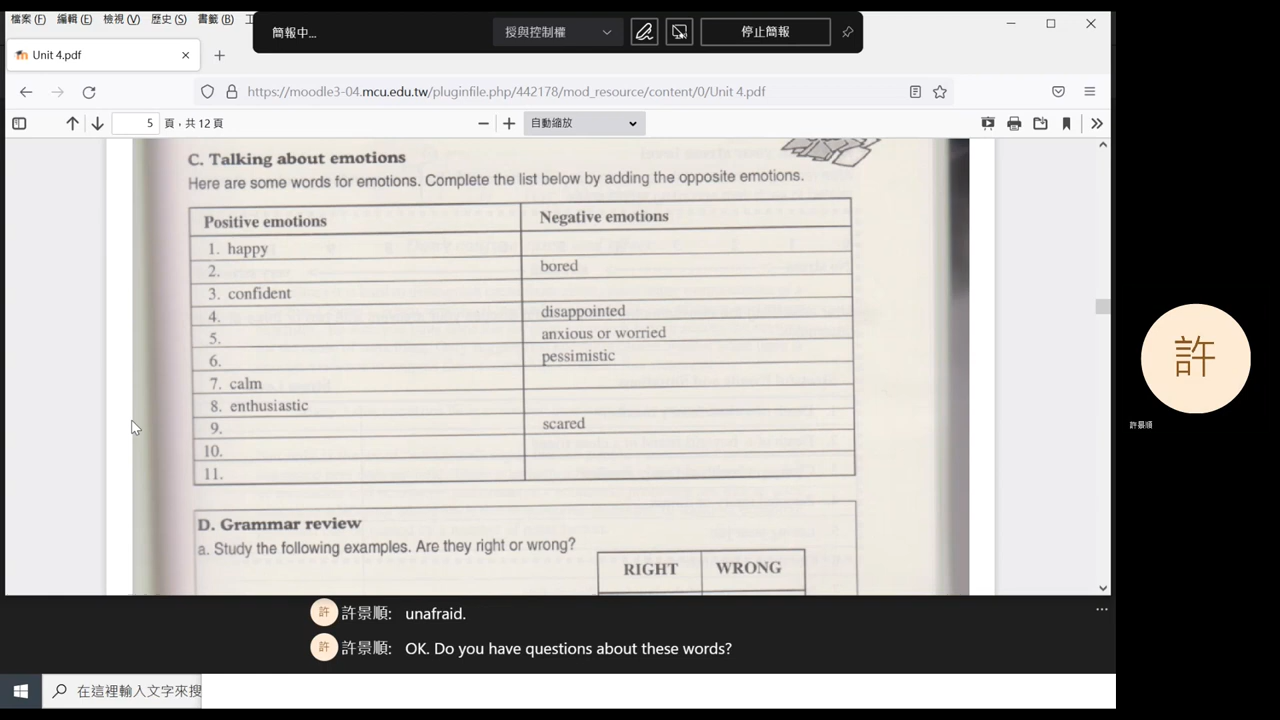 檔案 (F) 編輯 (E) 檢視 (V) 歷史 (S) 書籤 (B) 工
簡報中...
授與控制權
停止簡報
Unit 4.pdf
https://moodle3-04.mcu.edu.tw/pluginfile.php/442178/mod_resource/content/0/Unit 4.pdf
5 頁，共 12 頁
自動縮放
C. Talking about emotions
Here are some words for emotions. Complete the list below by adding the opposite emotions.
Positive emotions Negative emotions
1. happy
2. bored
3. confident
4. disappointed
5. anxious or worried
6. pessimistic
7. calm
8. enthusiastic
9. scared
10.
11.
D. Grammar review
a. Study the following examples. Are they right or wrong?
RIGHT WRONG
許
許景順
許 許景順: unafraid.
許 許景順: OK. Do you have questions about these words?
在這裡輸入文字來搜